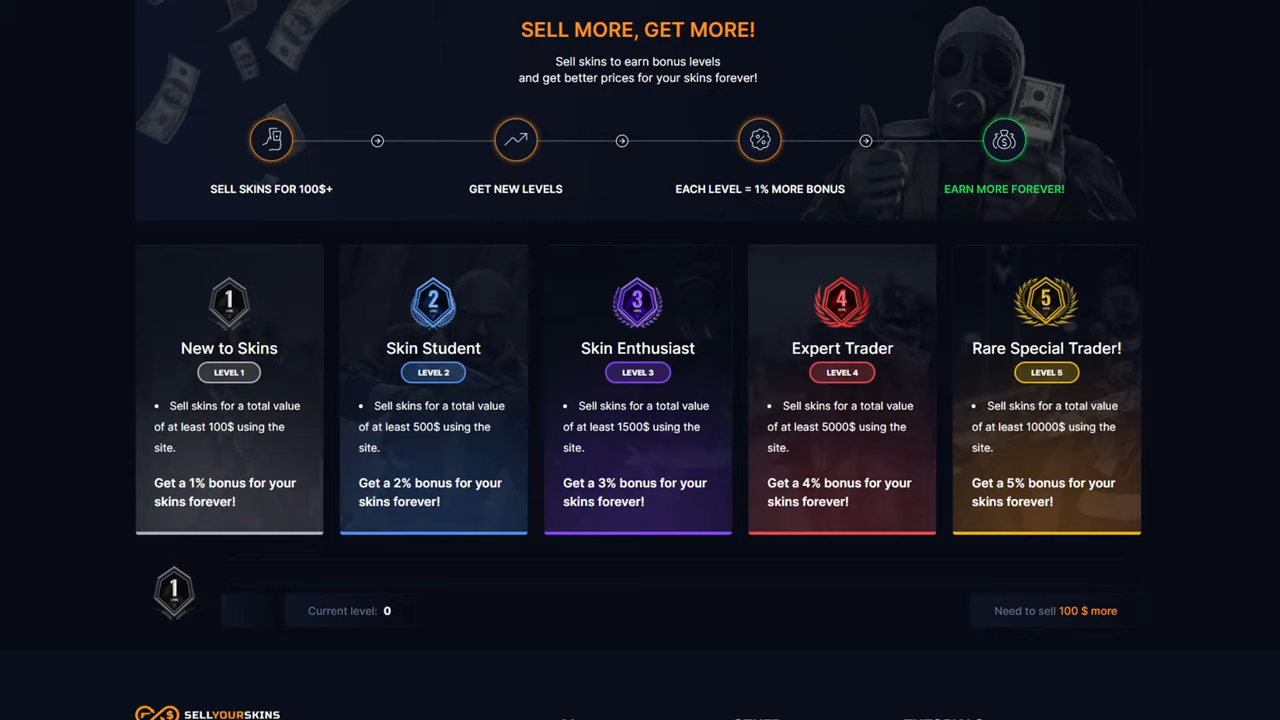 SELL MORE, GET MORE!
Sell skins to earn bonus levels
and get better prices for your skins forever!
SELL SKINS FOR 100$+
GET NEW LEVELS
EACH LEVEL = 1% MORE BONUS
EARN MORE FOREVER!
1
New to Skins
LEVEL 1
• Sell skins for a total value
of at least 100$ using the
site.
Get a 1% bonus for your
skins forever!
2
Skin Student
LEVEL 2
• Sell skins for a total value
of at least 500$ using the
site.
Get a 2% bonus for your
skins forever!
3
Skin Enthusiast
LEVEL 3
• Sell skins for a total value
of at least 1500$ using the
site.
Get a 3% bonus for your
skins forever!
4
Expert Trader
LEVEL 4
• Sell skins for a total value
of at least 5000$ using the
site.
Get a 4% bonus for your
skins forever!
5
Rare Special Trader!
LEVEL 5
• Sell skins for a total value
of at least 10000$ using the
site.
Get a 5% bonus for your
skins forever!
1
Current level: 0
Need to sell 100 $ more
SELLYOURSKINS